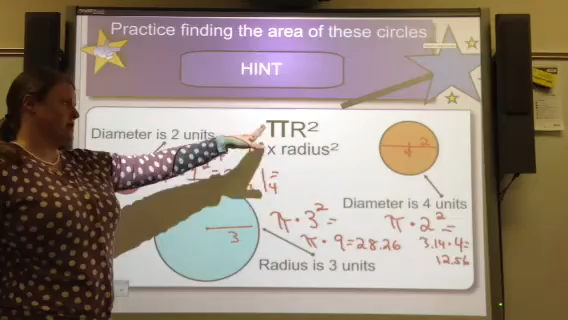 Practice finding the area of these circles
HINT
πR²
x radius²
Diameter is 2 units
2
4
Diameter is 4 units
π · 3² =
π · 9 = 28.26
π · 2² =
3.14 · 4 =
12.56
3
Radius is 3 units